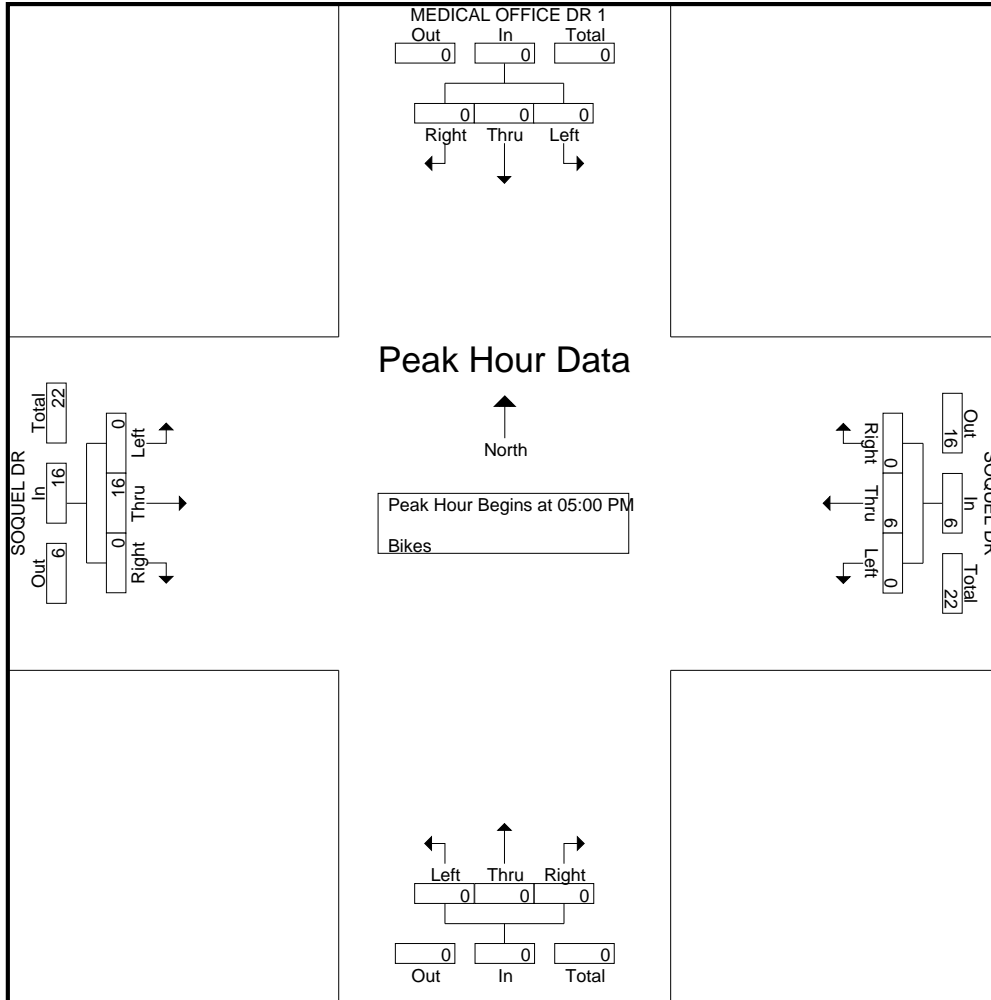 MEDICAL OFFICE DR 1
Out In Total
0 0 0
0 0 0
Right Thru Left
Peak Hour Data
North
Peak Hour Begins at 05:00 PM
Bikes
SOQUEL DR
Total In Out
22 16 6
0 16 0
Left Thru Right
SOQUEL DR
Out In Total
16 6 22
0 6 0
Right Thru Left
Left Thru Right
0 0 0
0 0 0
Out In Total